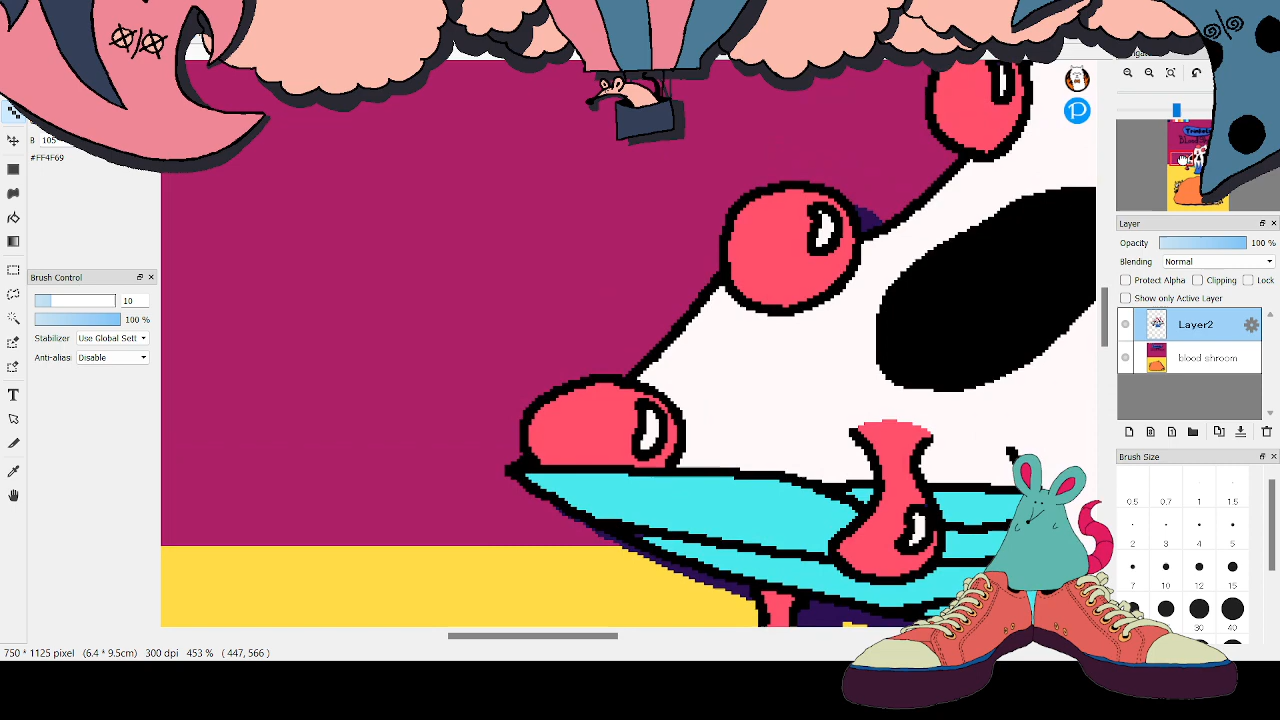 B 105
#FF4F69
Brush Control
10
100 %
Stabilizer Use Global Sett
Anti-alias Disable
Layer
Opacity 100 %
Blending Normal
Protect Alpha Clipping Lock
Show only Active Layer
Layer2
blood shroom
Brush Size
0.5 0.7 1 1.5
2 3 4 5
7 10 12 15
30 40
T
P
750 * 1125 pixel (6.4 * 9.5cm) 300 dpi 453 % ( 447, 566 )